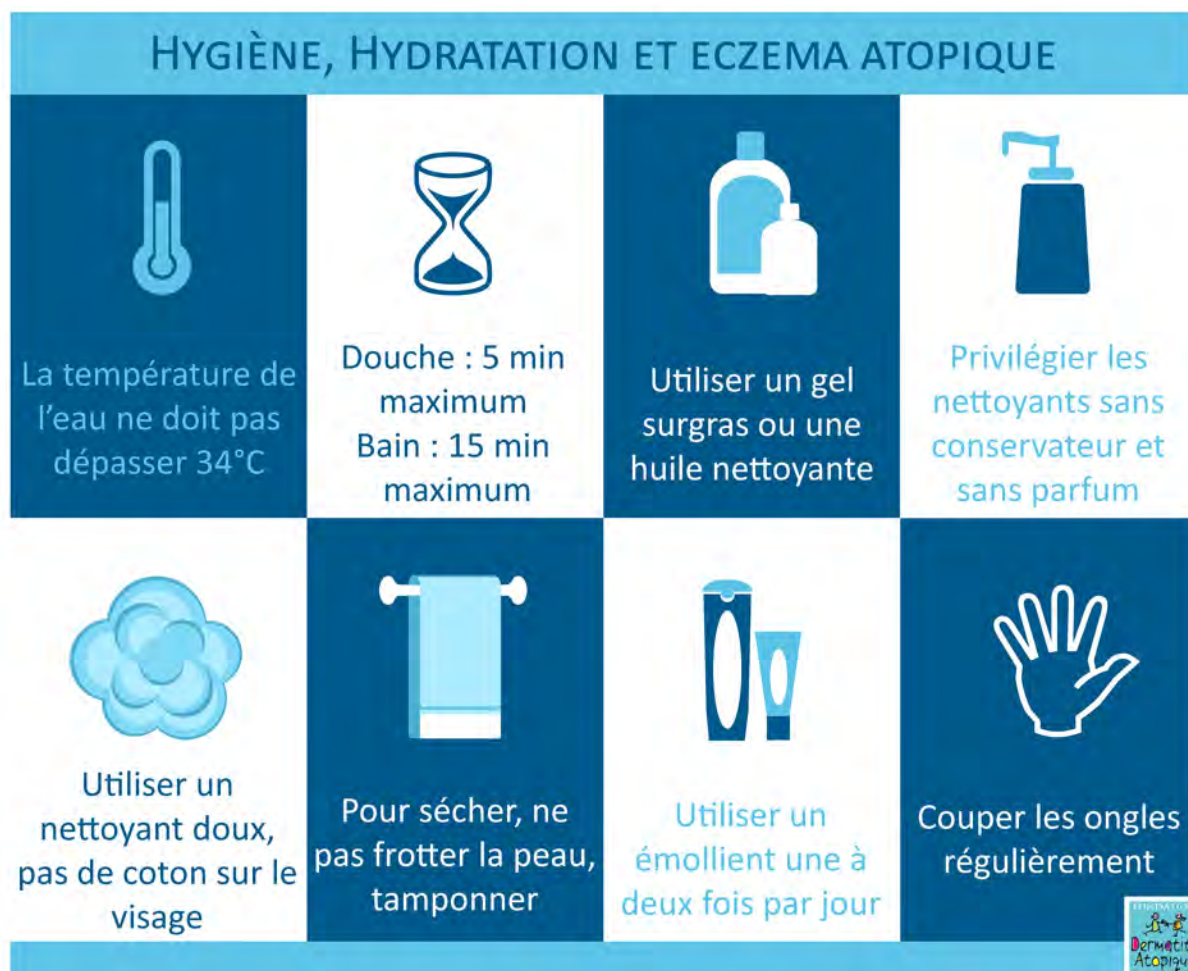 HYGIÈNE, HYDRATATION ET ECZEMA ATOPIQUE
La température de
l'eau ne doit pas
dépasser 34°C
Douche : 5 min
maximum
Bain : 15 min
maximum
Utiliser un gel
surgras ou une
huile nettoyante
Privilégier les
nettoyants sans
conservateur et
sans parfum
Utiliser un
nettoyant doux,
pas de coton sur le
visage
Pour sécher, ne
pas frotter la peau,
tamponner
Utiliser un
émollient une à
deux fois par jour
Couper les ongles
régulièrement
Atopique